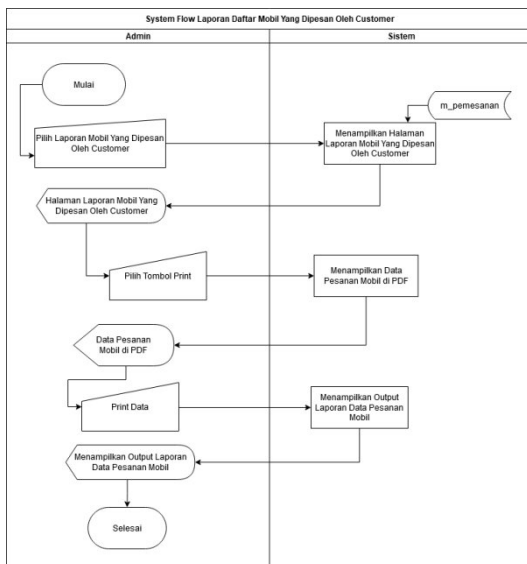 System Flow Laporan Daftar Mobil Yang Dipesan Oleh Customer
Admin
Sistem
Mulai
m_pemesanan
Pilih Laporan Mobil Yang Dipesan
Oleh Customer
Menampilkan Halaman
Laporan Mobil Yang Dipesan
Oleh Customer
Halaman Laporan Mobil Yang
Dipesan Oleh Customer
Pilih Tombol Print
Menampilkan Data
Pesanan Mobil di PDF
Data Pesanan
Mobil di PDF
Print Data
Menampilkan Output
Laporan Data Pesanan
Mobil
Menampilkan Output Laporan
Data Pesanan Mobil
Selesai